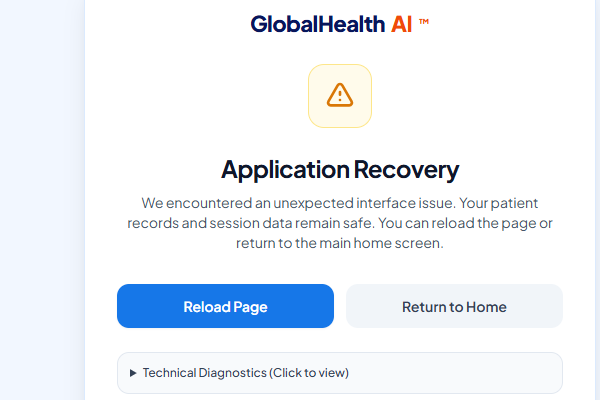 GlobalHealth AI ™
Application Recovery
We encountered an unexpected interface issue. Your patient
records and session data remain safe. You can reload the page or
return to the main home screen.
Reload Page
Return to Home
Technical Diagnostics (Click to view)